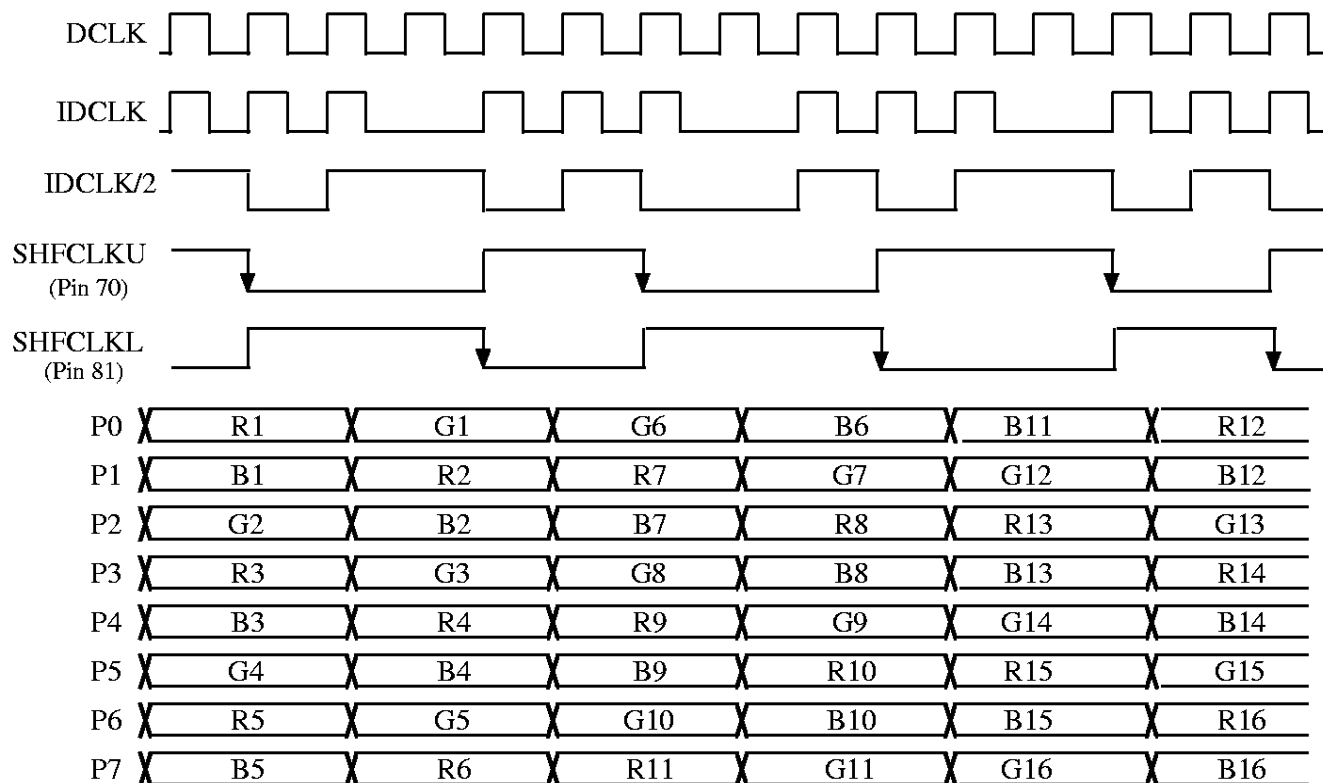 DCLK
IDCLK
IDCLK/2
SHFCLKU
(Pin 70)
SHFCLKL
(Pin 81)
P0 R1 G1 G6 B6 B11 R12
P1 B1 R2 R7 G7 G12 B12
P2 G2 B2 B7 R8 R13 G13
P3 R3 G3 G8 B8 B13 R14
P4 B3 R4 R9 G9 G14 B14
P5 G4 B4 B9 R10 R15 G15
P6 R5 G5 G10 B10 B15 R16
P7 B5 R6 R11 G11 G16 B16